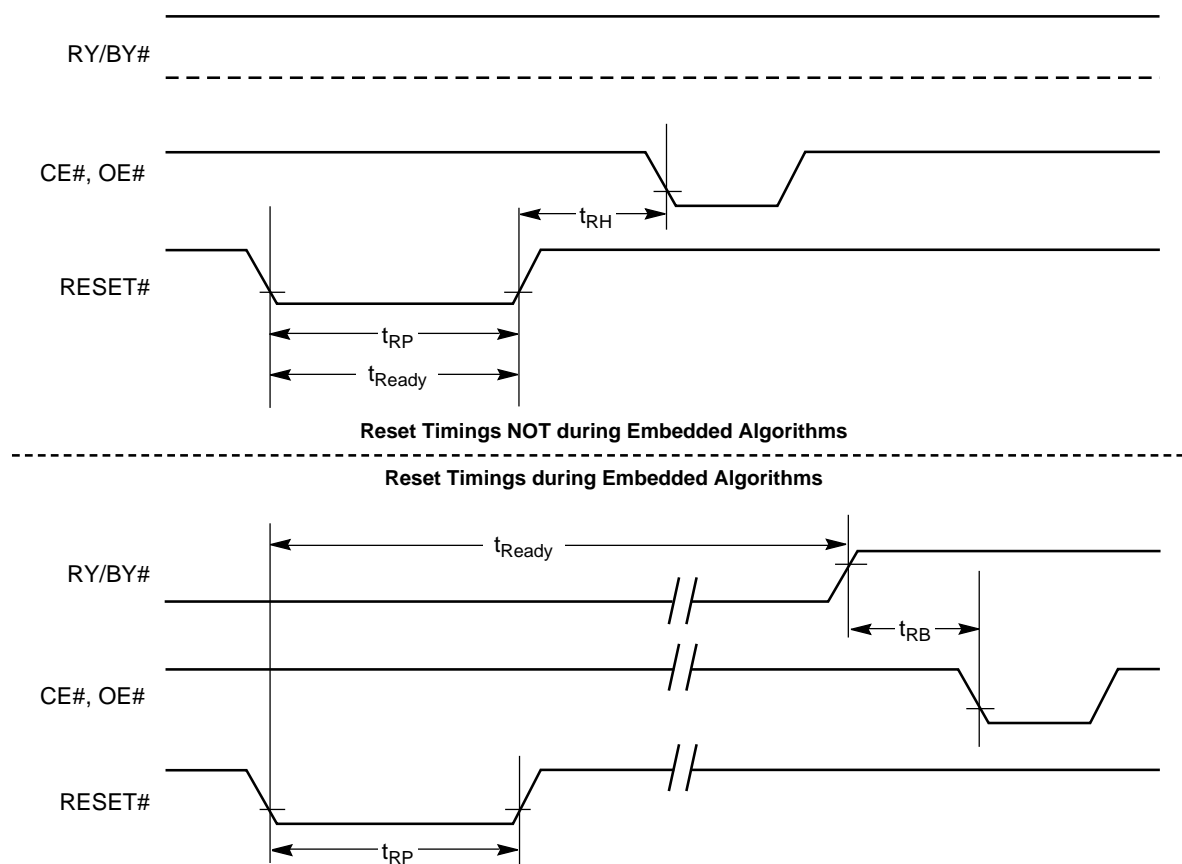 RY/BY#
CE#, OE#
tRH
RESET#
tRP
tReady
Reset Timings NOT during Embedded Algorithms
Reset Timings during Embedded Algorithms
tReady
RY/BY#
tRB
CE#, OE#
RESET#
tRP